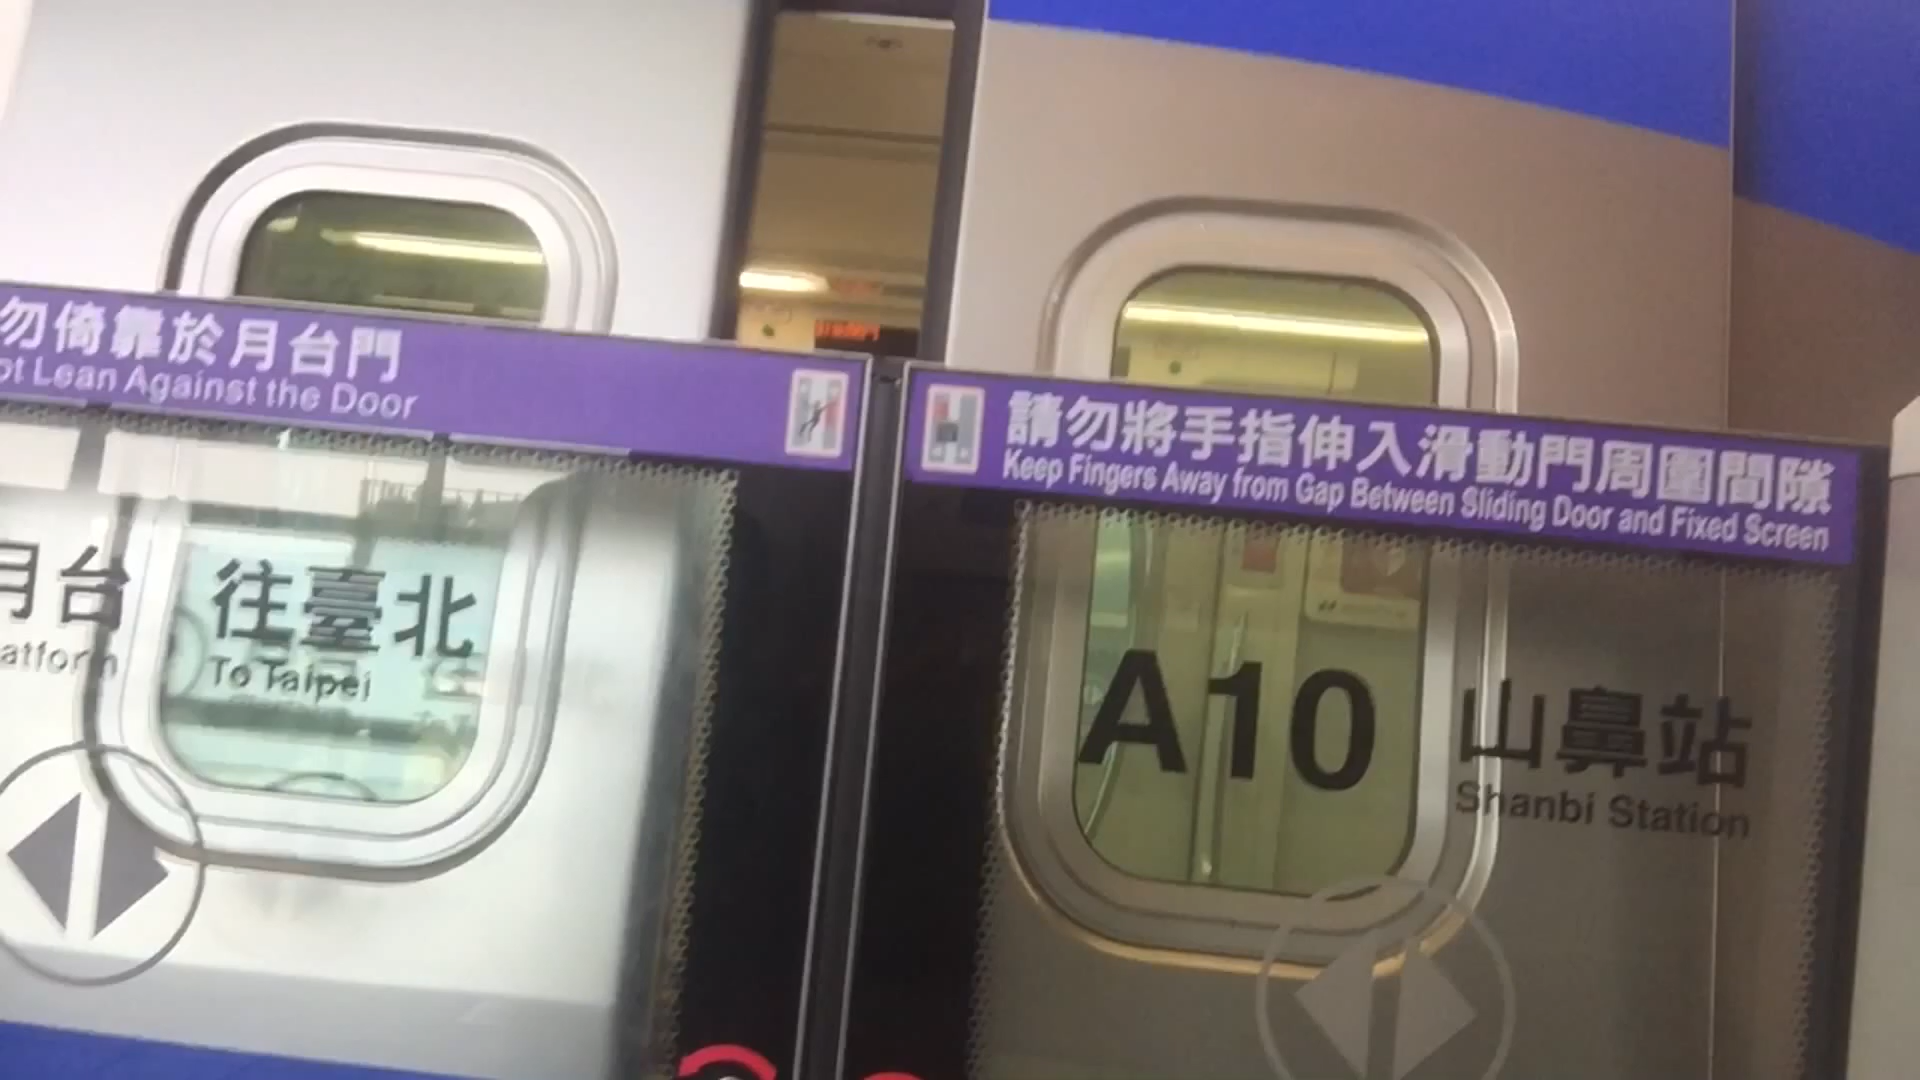 勿倚靠於月台門
ot Lean Against the Door
請勿將手指伸入滑動門周圍間隙
Keep Fingers Away from Gap Between Sliding Door and Fixed Screen
月台
atform
往臺北
To Taipei
A10
山鼻站
Shanbi Station